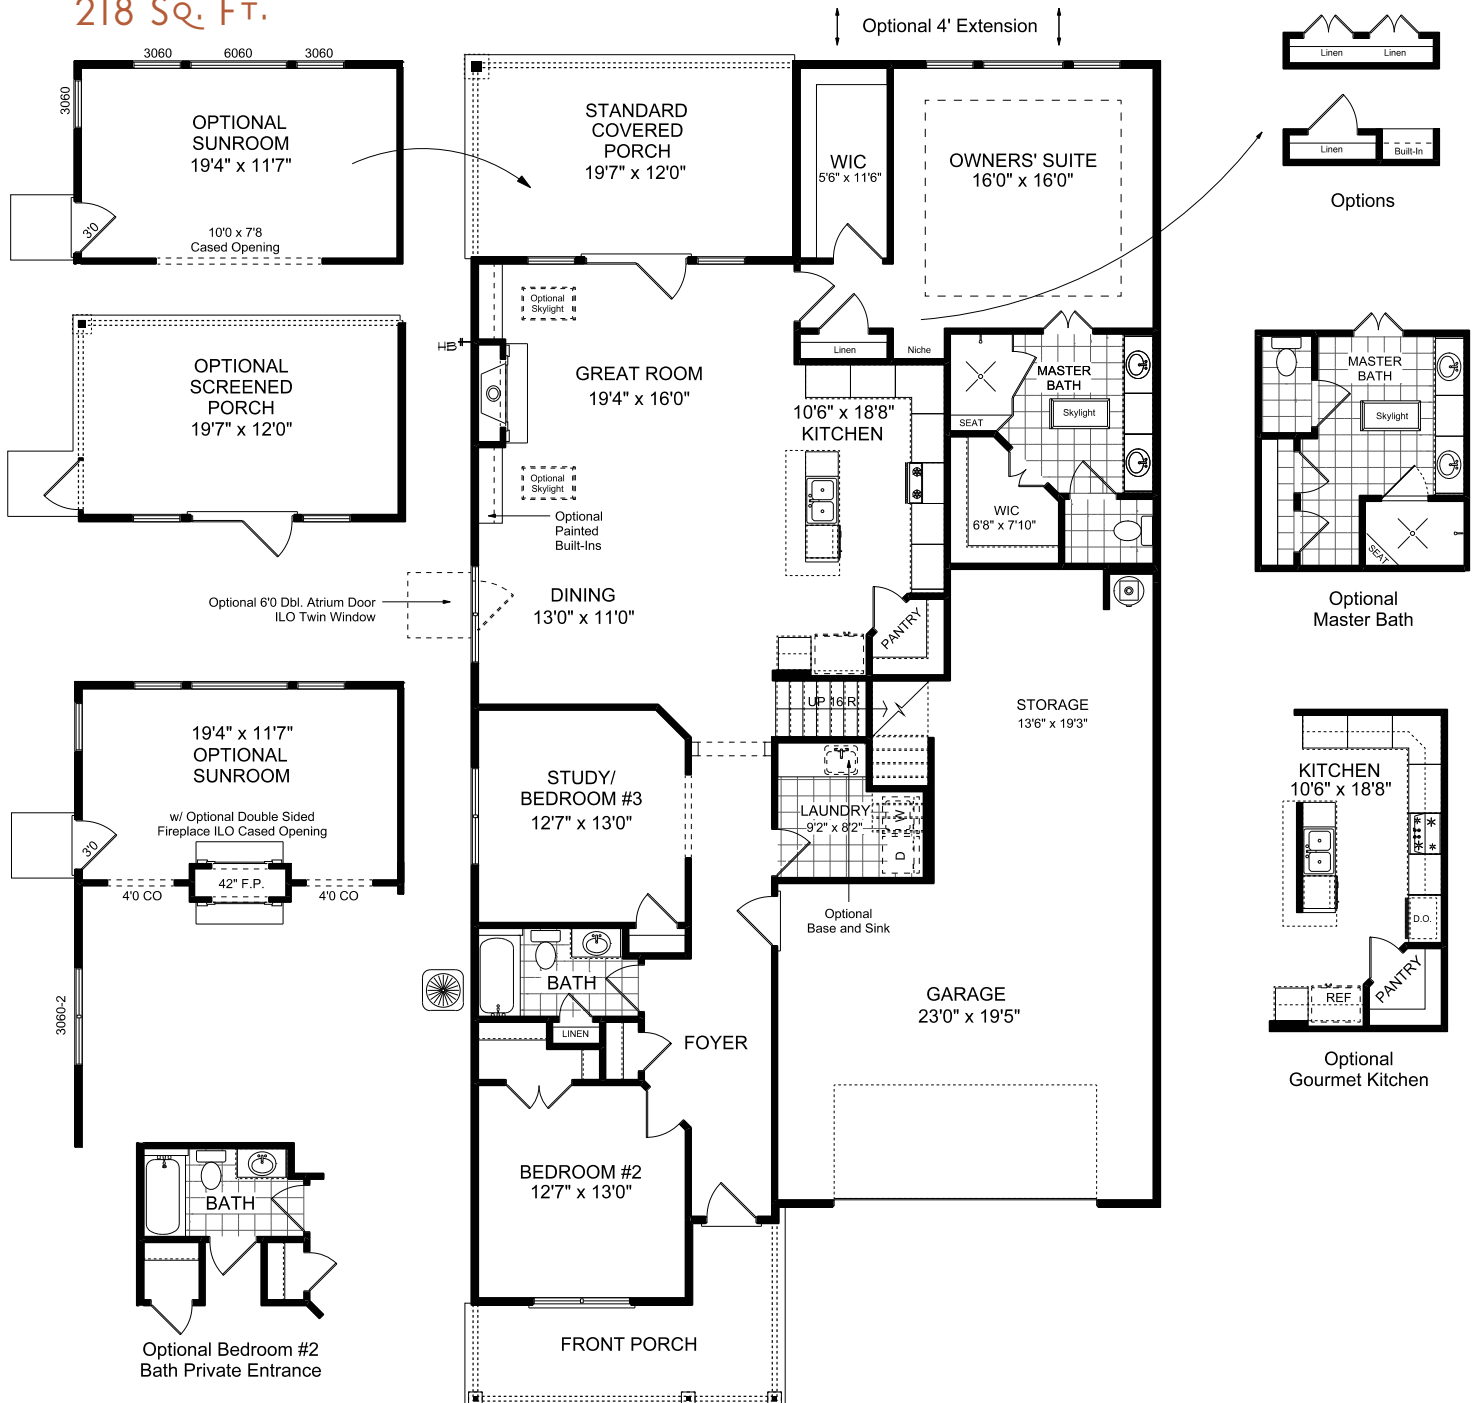 218 SQ. FT.
Optional 4' Extension
3060
6060
3060
3060
OPTIONAL
SUNROOM
19'4" x 11'7"
3'0
10'0 x 7'8
Cased Opening
STANDARD
COVERED
PORCH
19'7" x 12'0"
WIC
5'6" x 11'6"
OWNERS' SUITE
16'0" x 16'0"
Linen
Linen
Linen
Built-In
Options
OPTIONAL
SCREENED
PORCH
19'7" x 12'0"
HB
Optional
Skylight
GREAT ROOM
19'4" x 16'0"
Optional
Skylight
Optional
Painted
Built-Ins
Linen
Niche
10'6" x 18'8"
KITCHEN
MASTER
BATH
Skylight
SEAT
WIC
6'8" x 7'10"
MASTER
BATH
Skylight
SEAT
Optional
Master Bath
Optional 6'0 Dbl. Atrium Door
ILO Twin Window
DINING
13'0" x 11'0"
PANTRY
UP 16 R
STORAGE
13'6" x 19'3"
19'4" x 11'7"
OPTIONAL
SUNROOM
w/ Optional Double Sided
Fireplace ILO Cased Opening
3'0
42" F.P.
4'0 CO
4'0 CO
3060-2
STUDY/
BEDROOM #3
12'7" x 13'0"
LAUNDRY
9'2" x 8'2"
W
D
Optional
Base and Sink
KITCHEN
10'6" x 18'8"
D.O.
PANTRY
REF
Optional
Gourmet Kitchen
BATH
LINEN
FOYER
GARAGE
23'0" x 19'5"
BEDROOM #2
12'7" x 13'0"
BATH
Optional Bedroom #2
Bath Private Entrance
FRONT PORCH